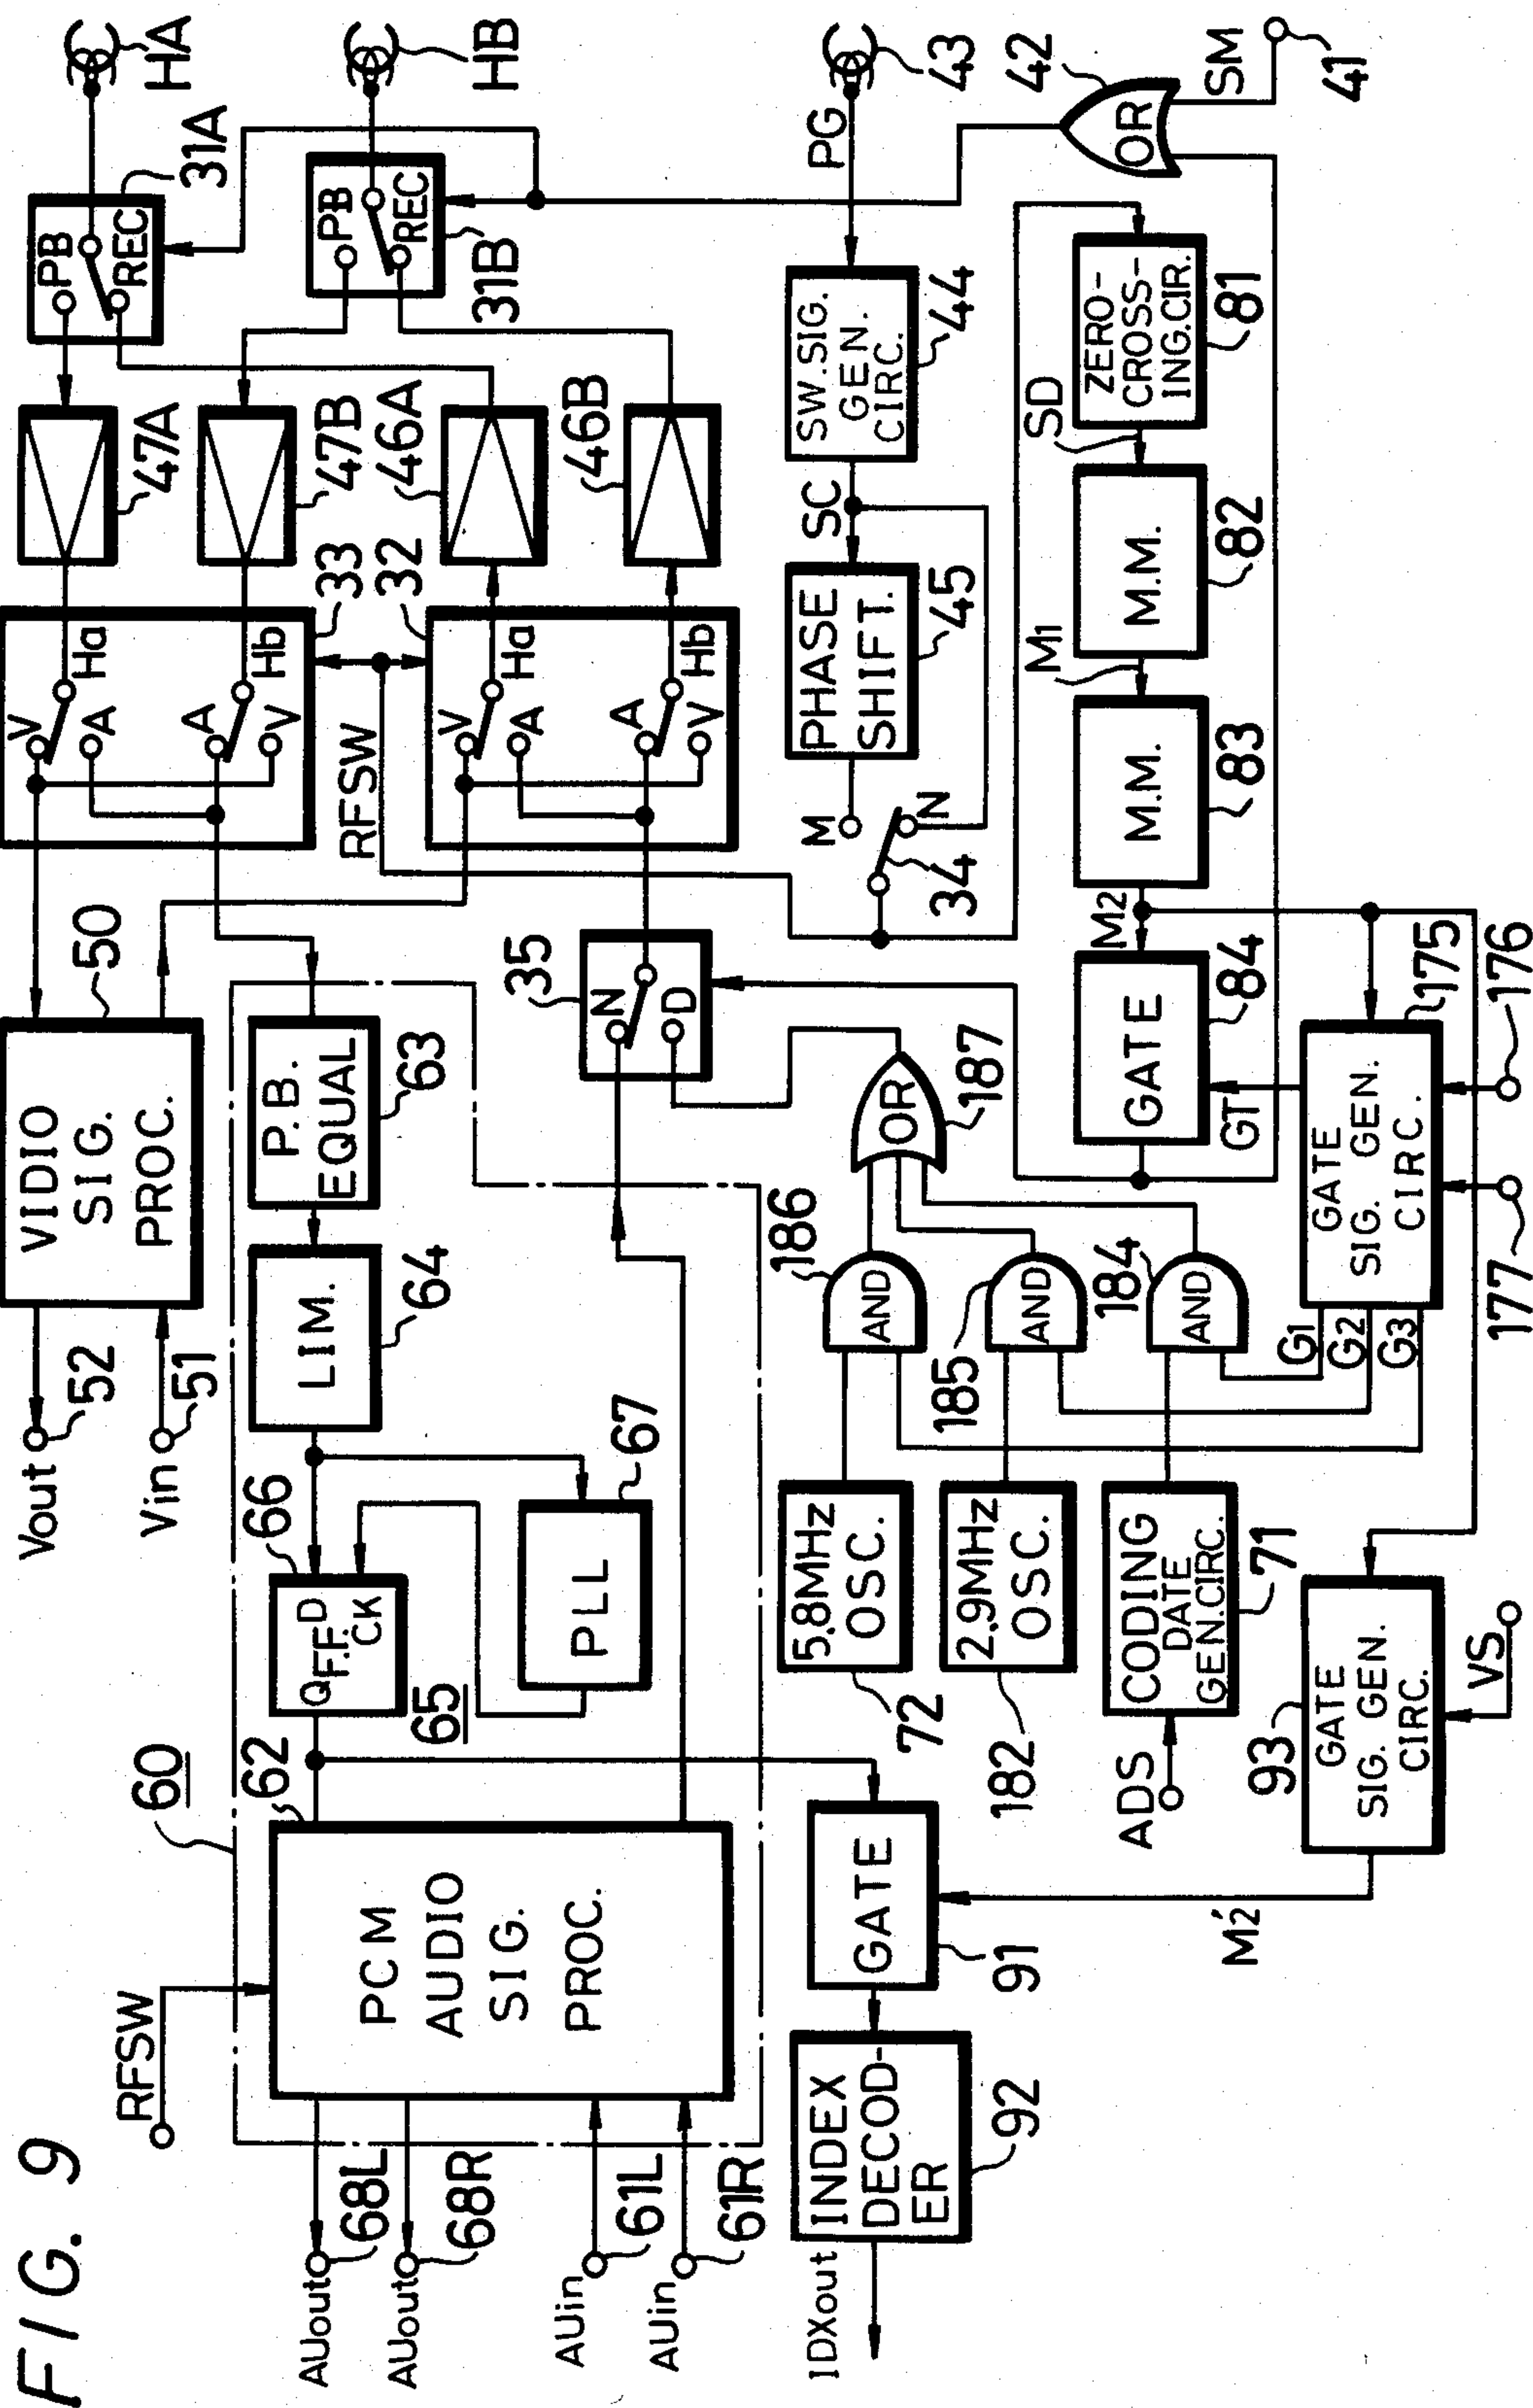 FIG. 9
RFSW
AUout
68L
AUout
68R
AUin
61L
AUin
61R
60
62
PCM
AUDIO
SIG.
PROC.
65
66
D
Q F.F.
CK
PLL
67
LIM.
64
P.B.
EQUAL
63
Vout
52
Vin
51
VIDIO
SIG.
PROC.
50
V
A
Ha
A
V
Hb
33
RFSW
V
A
Ha
A
V
Hb
32
47A
47B
46A
46B
PB
REC
31A
HA
PB
REC
31B
HB
35
N
D
IDXout
INDEX
DECOD-
ER
92
GATE
91
M2'
5,8MHz
OSC.
72
2,9MHz
OSC.
182
ADS
CODING
DATE
GEN.CIRC.
71
GATE
SIG. GEN.
CIRC.
93
VS
AND
186
AND
185
AND
184
OR
187
G1
G2
G3
GATE
SIG. GEN.
CIRC.
175
177
176
GT
GATE
84
M2
M.M.
83
M1
M.M.
82
SD
ZERO-
CROSS-
ING.CIR.
81
M
N
34
PHASE
SHIFT.
45
SC
SW.SIG.
GEN.
CIRC.
44
PG
43
OR
42
SM
41